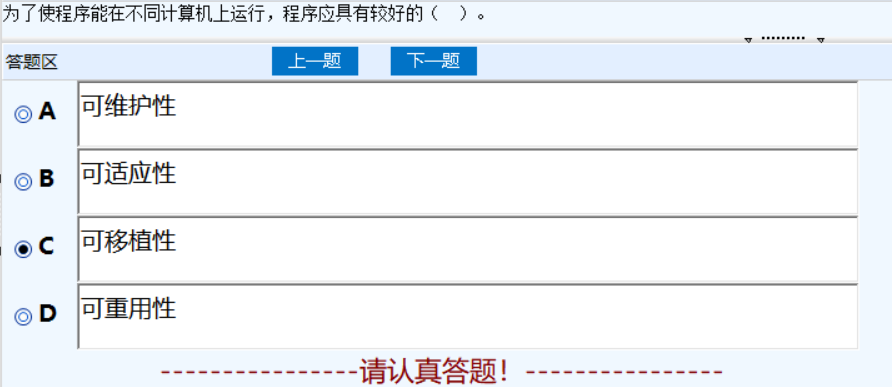 为了使程序能在不同计算机上运行，程序应具有较好的（　）。
答题区 上一题 下一题
A 可维护性
B 可适应性
C 可移植性
D 可重用性
----------------请认真答题！----------------